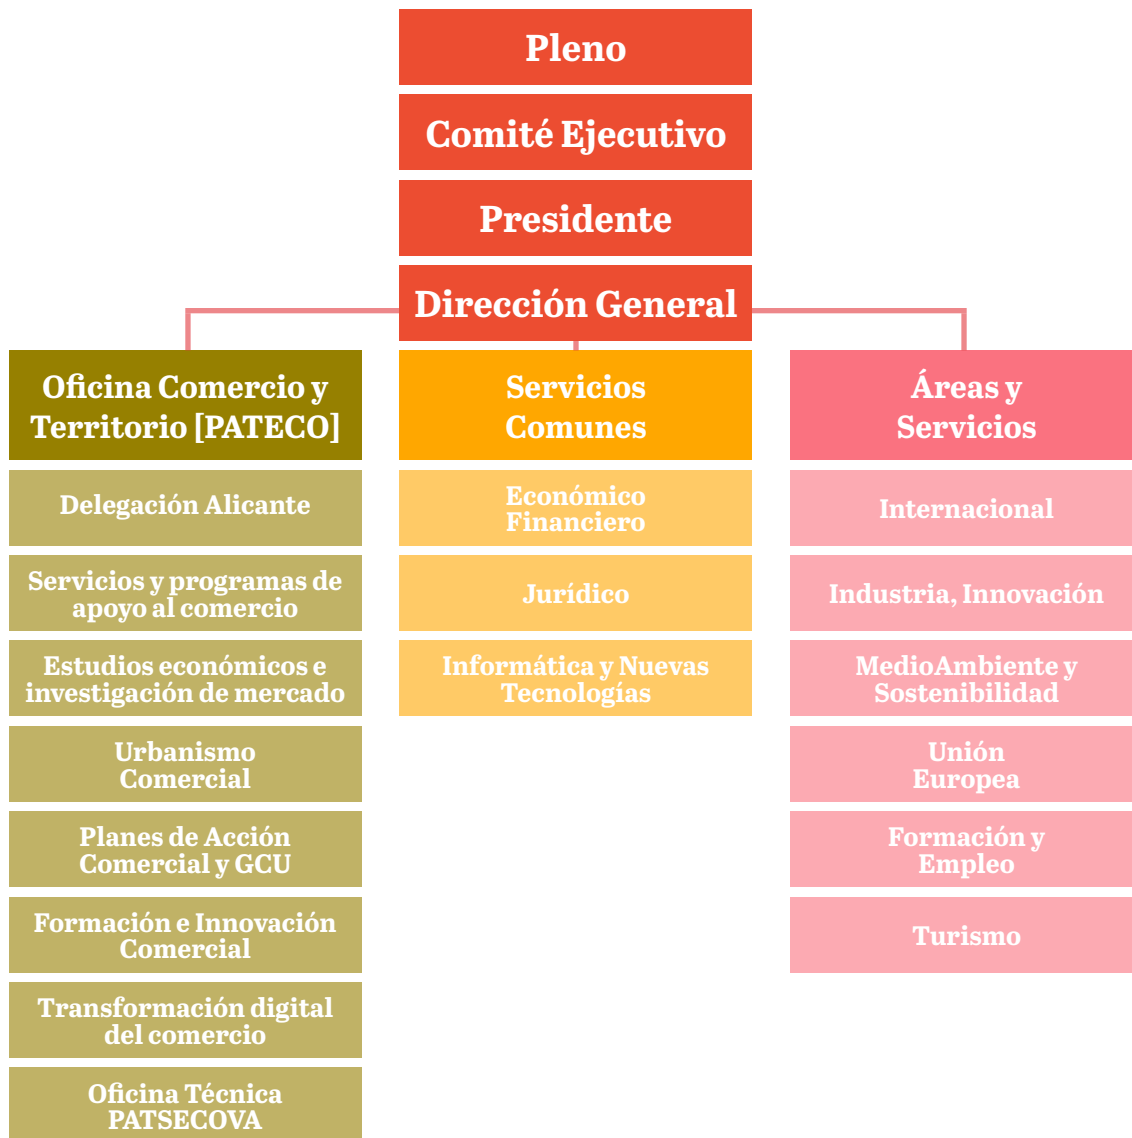 Pleno
Comité Ejecutivo
Presidente
Dirección General
Oficina Comercio y
Territorio [PATECO]
Delegación Alicante
Servicios y programas de
apoyo al comercio
Estudios económicos e
investigación de mercado
Urbanismo
Comercial
Planes de Acción
Comercial y GCU
Formación e Innovación
Comercial
Transformación digital
del comercio
Oficina Técnica
PATSECOVA
Servicios
Comunes
Económico
Financiero
Jurídico
Informática y Nuevas
Tecnologías
Áreas y
Servicios
Internacional
Industria, Innovación
MedioAmbiente y
Sostenibilidad
Unión
Europea
Formación y
Empleo
Turismo